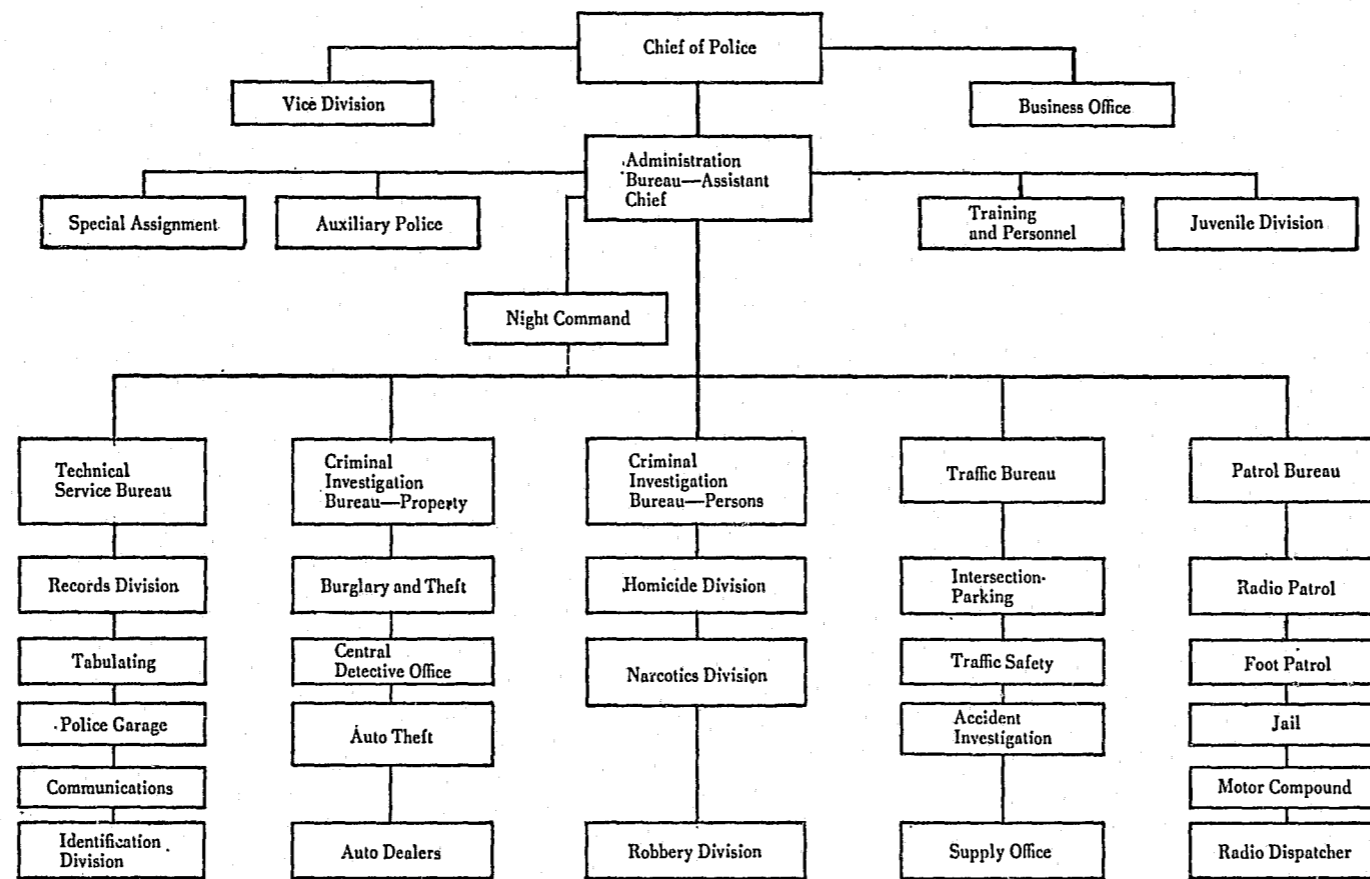 Chief of Police
Vice Division
Business Office
Administration
Bureau—Assistant
Chief
Special Assignment
Auxiliary Police
Training
and Personnel
Juvenile Division
Night Command
Technical
Service Bureau
Criminal
Investigation
Bureau—Property
Criminal
Investigation
Bureau—Persons
Traffic Bureau
Patrol Bureau
Records Division
Burglary and Theft
Homicide Division
Intersection-
Parking
Radio Patrol
Tabulating
Central
Detective Office
Narcotics Division
Traffic Safety
Foot Patrol
Police Garage
Auto Theft
Accident
Investigation
Jail
Communications
Motor Compound
Identification
Division
Auto Dealers
Robbery Division
Supply Office
Radio Dispatcher